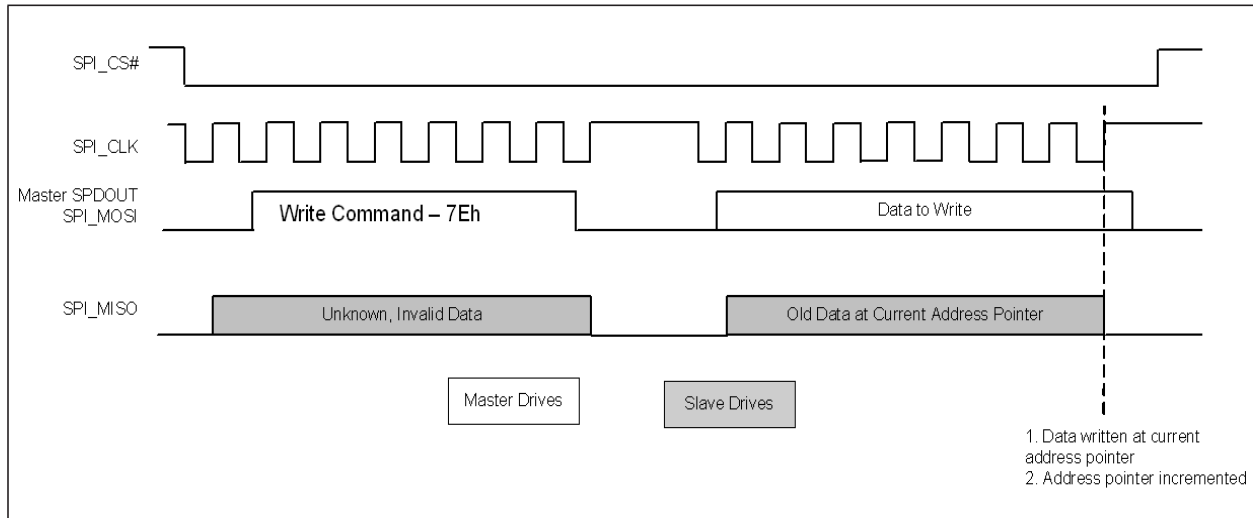 SPI_CS#
SPI_CLK
Master SPDOUT
SPI_MOSI
Write Command – 7Eh
Data to Write
SPI_MISO
Unknown, Invalid Data
Old Data at Current Address Pointer
Master Drives
Slave Drives
1. Data written at current
address pointer
2. Address pointer incremented